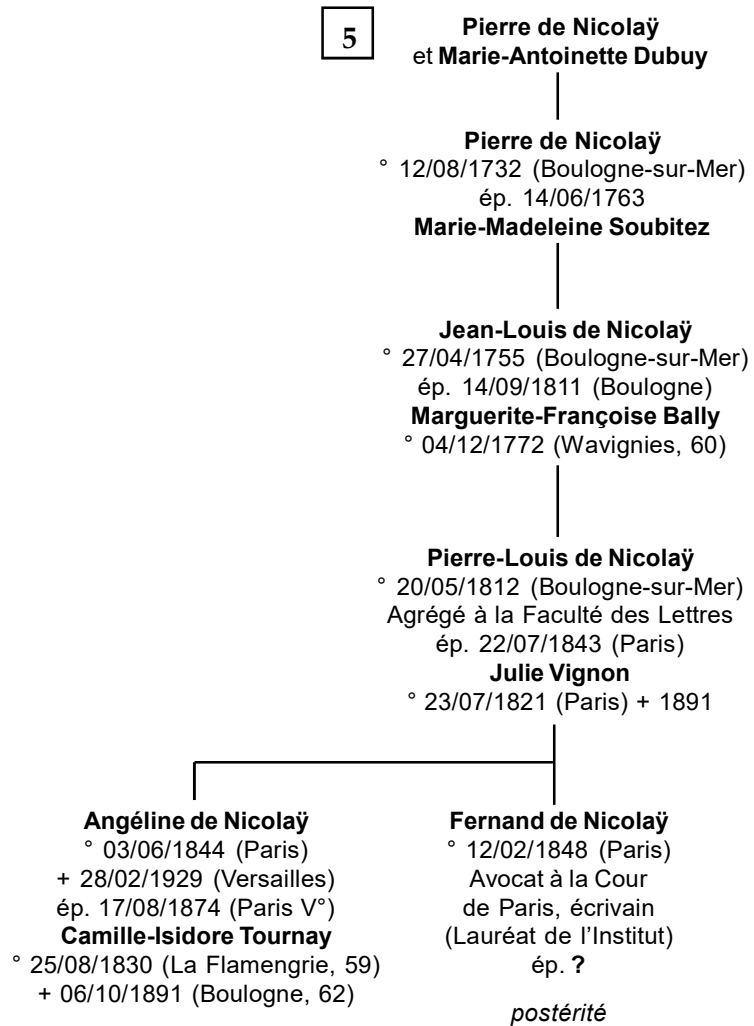 5
Pierre de Nicolaÿ
et Marie-Antoinette Dubuy
Pierre de Nicolaÿ
° 12/08/1732 (Boulogne-sur-Mer)
ép. 14/06/1763
Marie-Madeleine Soubitez
Jean-Louis de Nicolaÿ
° 27/04/1755 (Boulogne-sur-Mer)
ép. 14/09/1811 (Boulogne)
Marguerite-Françoise Bally
° 04/12/1772 (Wavignies, 60)
Pierre-Louis de Nicolaÿ
° 20/05/1812 (Boulogne-sur-Mer)
Agrégé à la Faculté des Lettres
ép. 22/07/1843 (Paris)
Julie Vignon
° 23/07/1821 (Paris) + 1891
Angéline de Nicolaÿ
° 03/06/1844 (Paris)
+ 28/02/1929 (Versailles)
ép. 17/08/1874 (Paris V°)
Camille-Isidore Tournay
° 25/08/1830 (La Flamengrie, 59)
+ 06/10/1891 (Boulogne, 62)
Fernand de Nicolaÿ
° 12/02/1848 (Paris)
Avocat à la Cour
de Paris, écrivain
(Lauréat de l'Institut)
ép. ?
postérité